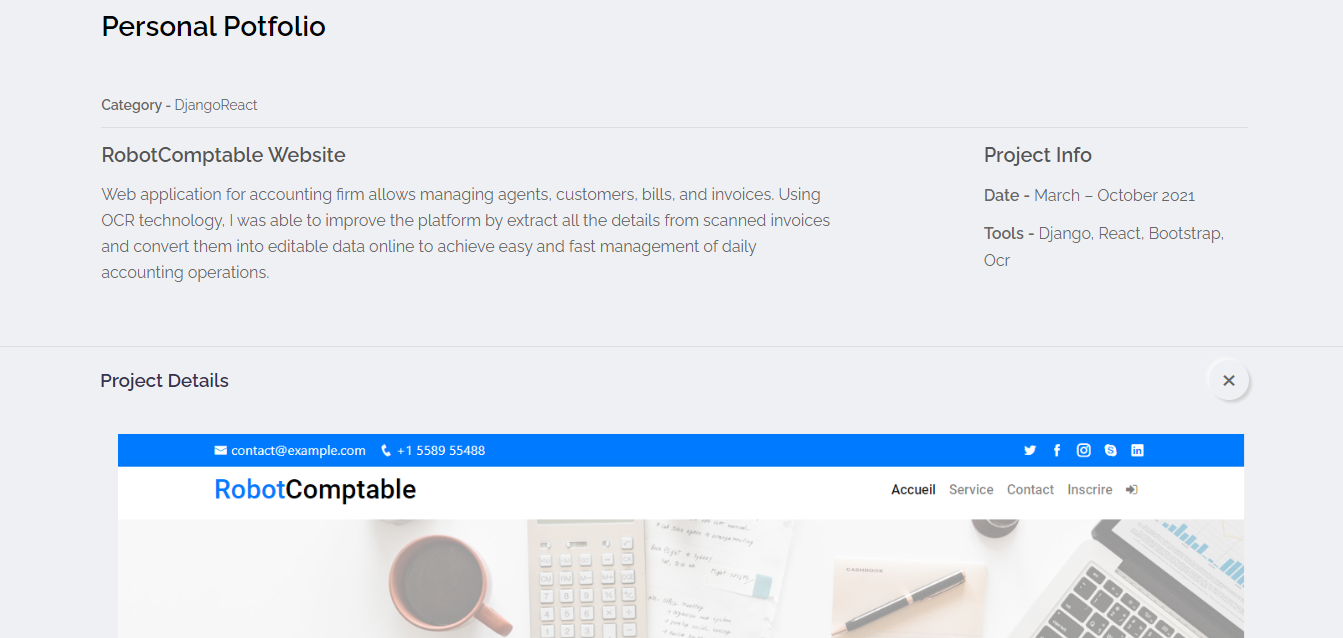 Personal Potfolio
Category - DjangoReact
RobotComptable Website
Web application for accounting firm allows managing agents, customers, bills, and invoices. Using
OCR technology, I was able to improve the platform by extract all the details from scanned invoices
and convert them into editable data online to achieve easy and fast management of daily
accounting operations.
Project Info
Date - March – October 2021
Tools - Django, React, Bootstrap,
Ocr
Project Details
contact@example.com +1 5589 55488
RobotComptable
Accueil Service Contact Inscrire
CASHBOOK